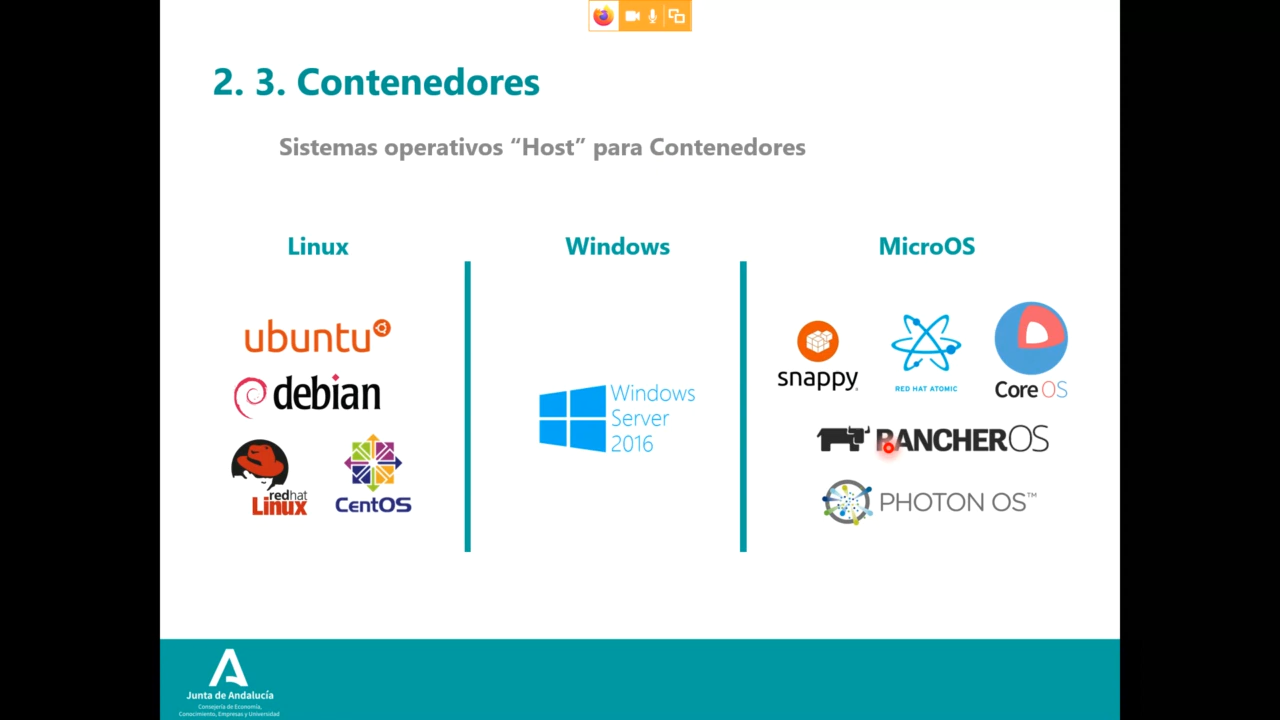 2. 3. Contenedores
Sistemas operativos “Host” para Contenedores
Linux
Windows
MicroOS
ubuntu
debian
redhat
Linux
CentOS
Windows
Server
2016
snappy
RED HAT ATOMIC
Core OS
RANCHEROS
PHOTON OS™
Junta de Andalucía
Consejería de Economía,
Conocimiento, Empresas y Universidad